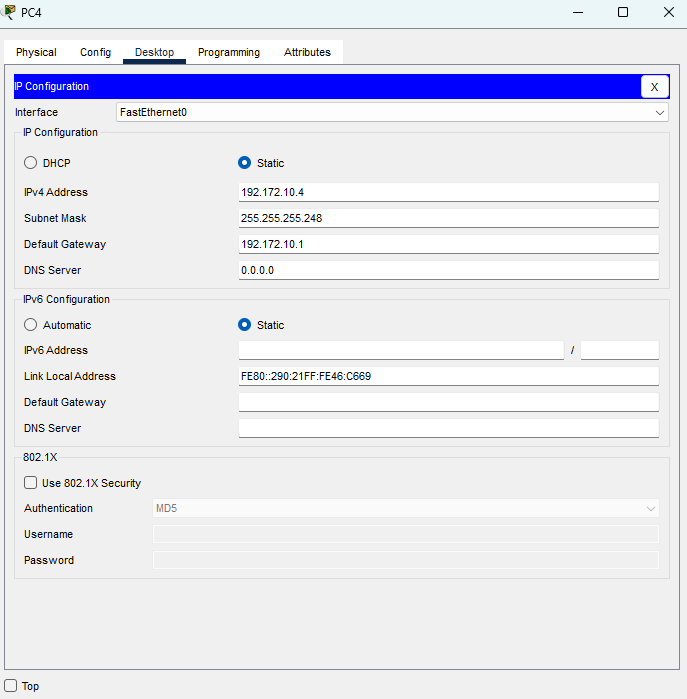 PC4
Physical Config Desktop Programming Attributes
IP Configuration X
Interface FastEthernet0
IP Configuration
DHCP Static
IPv4 Address 192.172.10.4
Subnet Mask 255.255.255.248
Default Gateway 192.172.10.1
DNS Server 0.0.0.0
IPv6 Configuration
Automatic Static
IPv6 Address /
Link Local Address FE80::290:21FF:FE46:C669
Default Gateway
DNS Server
802.1X
Use 802.1X Security
Authentication MD5
Username
Password
Top